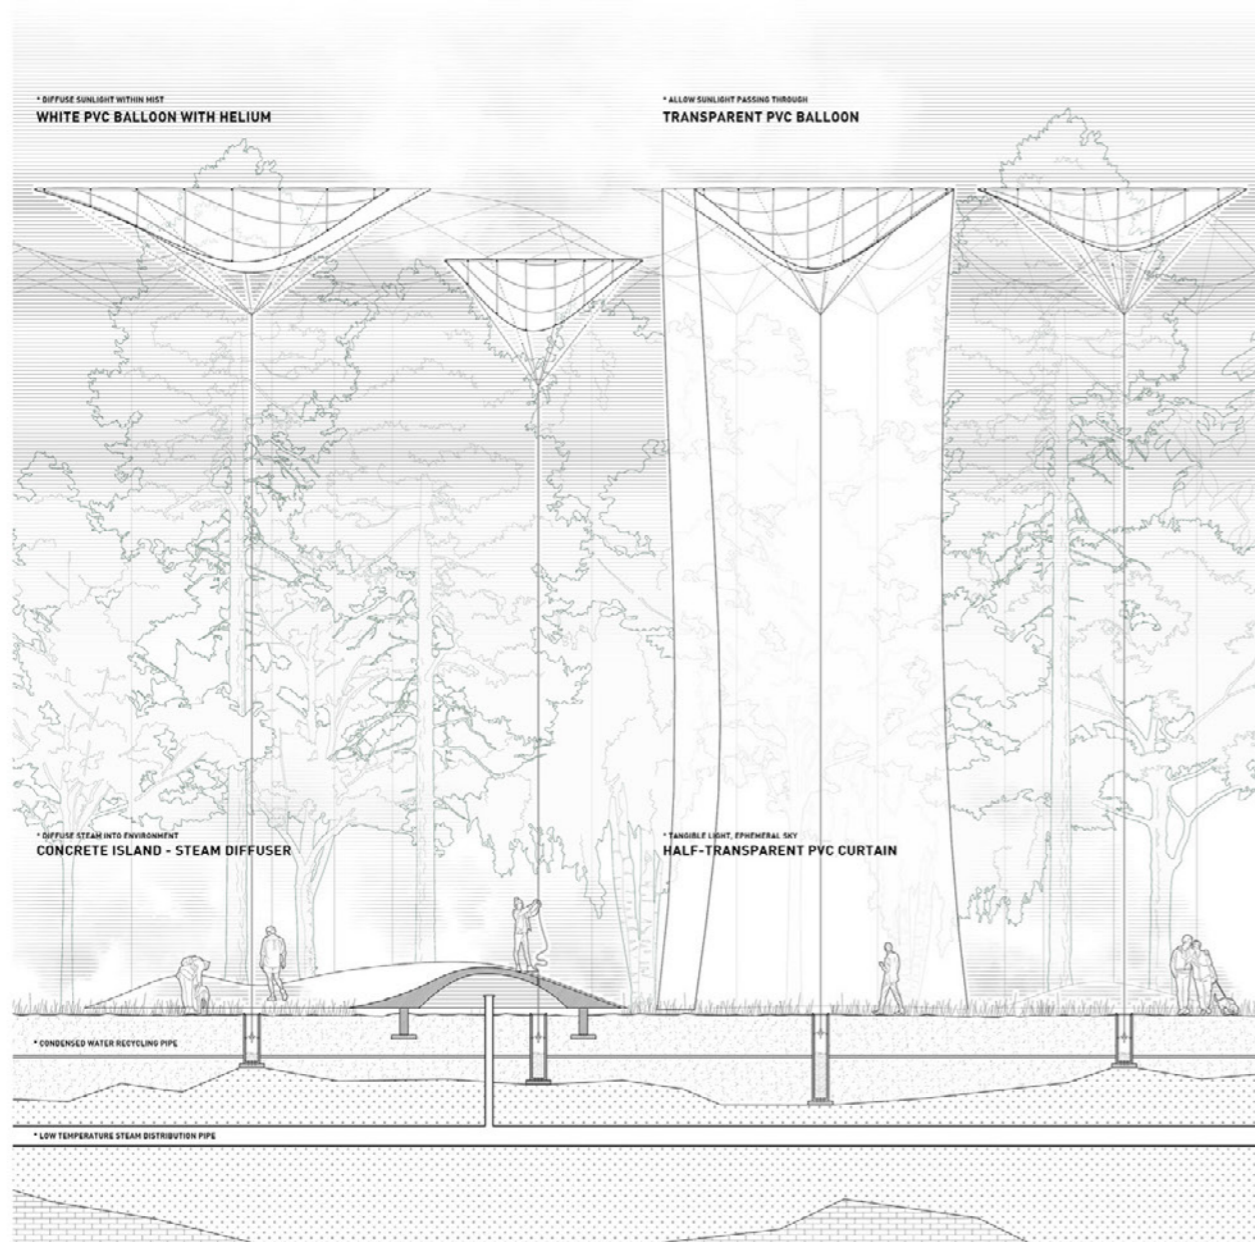 * DIFFUSE SUNLIGHT WITHIN MIST
WHITE PVC BALLOON WITH HELIUM
* ALLOW SUNLIGHT PASSING THROUGH
TRANSPARENT PVC BALLOON
* DIFFUSE STEAM INTO ENVIRONMENT
CONCRETE ISLAND - STEAM DIFFUSER
* TANGIBLE LIGHT, EPHEMERAL SKY
HALF-TRANSPARENT PVC CURTAIN
* CONDENSED WATER RECYCLING PIPE
* LOW TEMPERATURE STEAM DISTRIBUTION PIPE